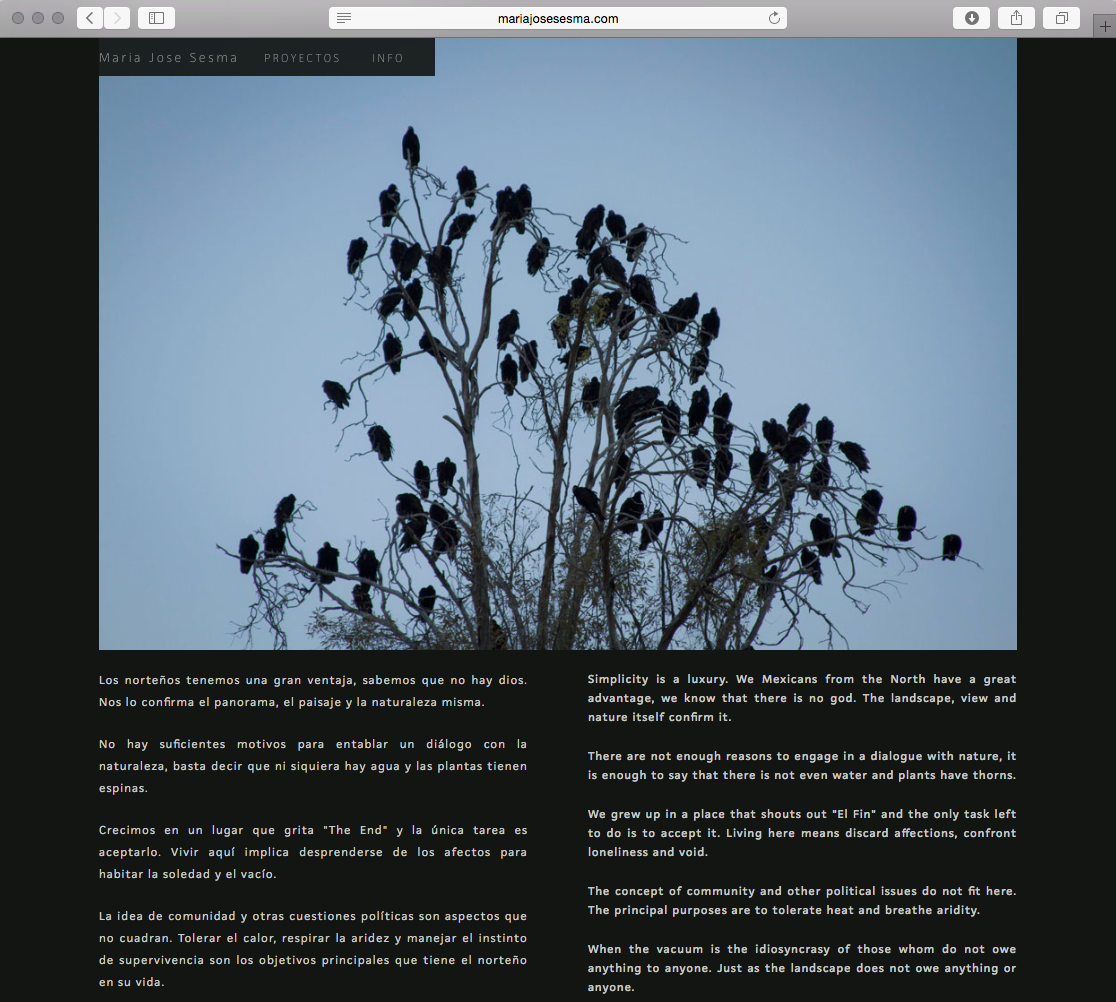 mariajosesesma.com
Maria Jose Sesma PROYECTOS INFO
Los norteños tenemos una gran ventaja, sabemos que no hay dios.
Nos lo confirma el panorama, el paisaje y la naturaleza misma.
No hay suficientes motivos para entablar un diálogo con la
naturaleza, basta decir que ni siquiera hay agua y las plantas tienen
espinas.
Crecimos en un lugar que grita "The End" y la única tarea es
aceptarlo. Vivir aquí implica desprenderse de los afectos para
habitar la soledad y el vacío.
La idea de comunidad y otras cuestiones políticas son aspectos que
no cuadran. Tolerar el calor, respirar la aridez y manejar el instinto
de supervivencia son los objetivos principales que tiene el norteño
en su vida.
Simplicity is a luxury. We Mexicans from the North have a great
advantage, we know that there is no god. The landscape, view and
nature itself confirm it.
There are not enough reasons to engage in a dialogue with nature, it
is enough to say that there is not even water and plants have thorns.
We grew up in a place that shouts out "El Fin" and the only task left
to do is to accept it. Living here means discard affections, confront
loneliness and void.
The concept of community and other political issues do not fit here.
The principal purposes are to tolerate heat and breathe aridity.
When the vacuum is the idiosyncrasy of those whom do not owe
anything to anyone. Just as the landscape does not owe anything or
anyone.